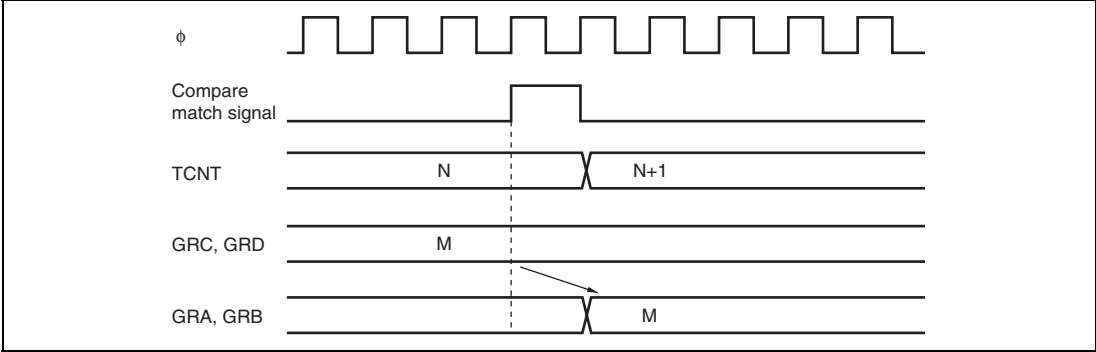 ϕ
Compare
match signal
TCNT N N+1
GRC, GRD M
GRA, GRB M